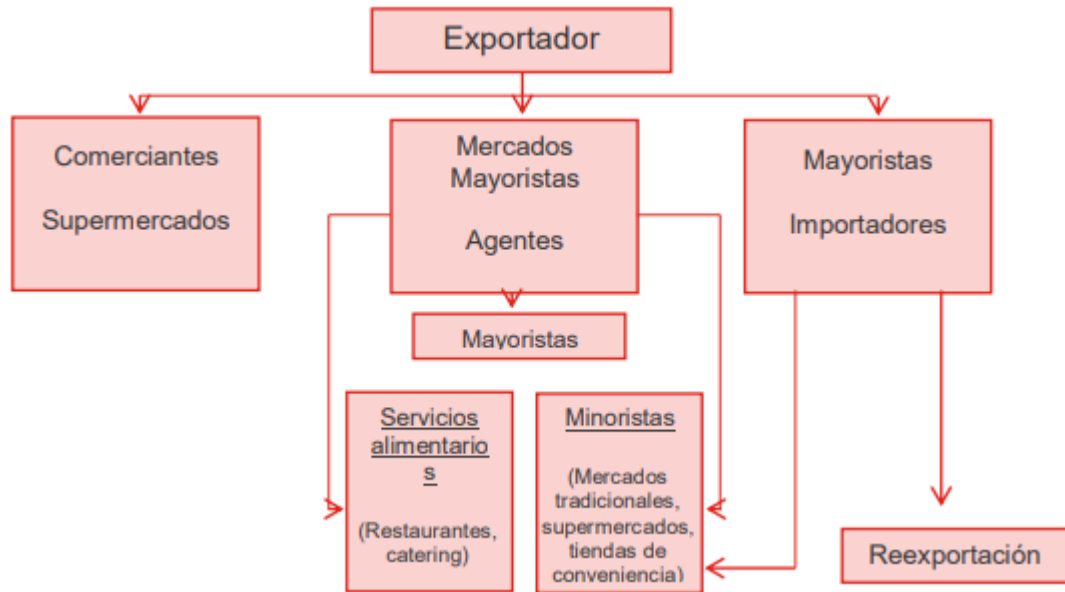 Exportador
Comerciantes
Supermercados
Mercados
Mayoristas
Agentes
Mayoristas
Importadores
Mayoristas
Servicios
alimentario
s
(Restaurantes,
catering)
Minoristas
(Mercados
tradicionales,
supermercados,
tiendas de
conveniencia)
Reexportación